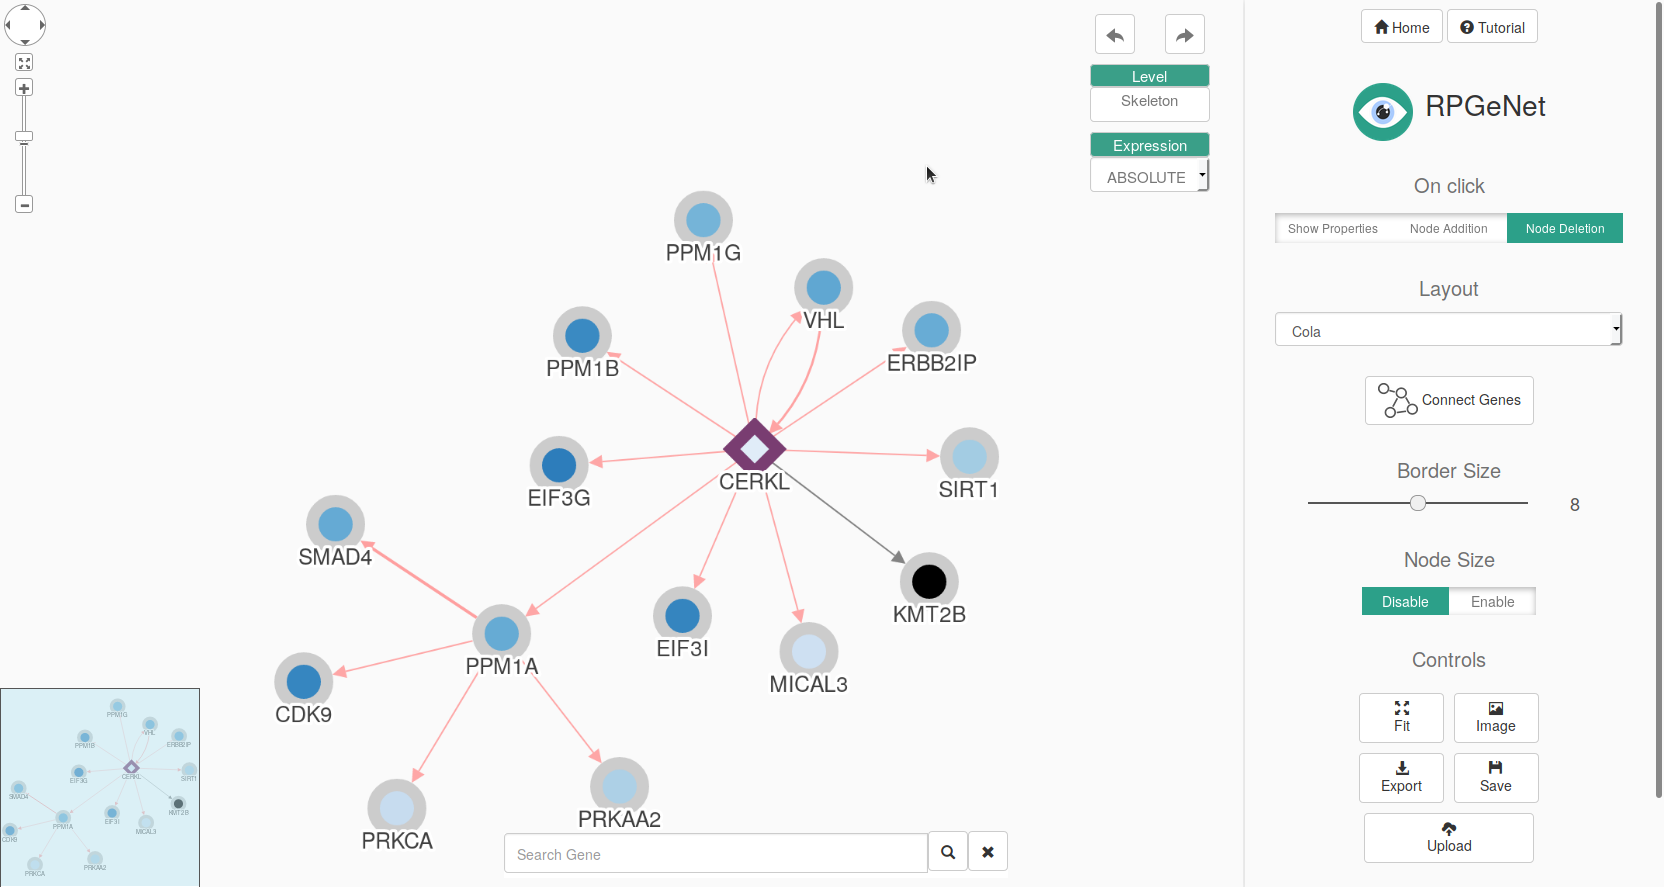 Home
Tutorial
Level
Skeleton
Expression
ABSOLUTE
RPGeNet
On click
Show Properties
Node Addition
Node Deletion
Layout
Cola
Connect Genes
Border Size
8
Node Size
Disable
Enable
Controls
Fit
Image
Export
Save
Upload
PPM1G
VHL
ERBB2IP
PPM1B
CERKL
SIRT1
EIF3G
SMAD4
KMT2B
EIF3I
PPM1A
MICAL3
CDK9
PRKAA2
PRKCA
Search Gene
PPM1G
VHL
PPM1B
ERBB2IP
EIF3G
CERKL
SIRT1
SMAD4
KMT2B
EIF3I
PPM1A
MICAL3
CDK9
PRKAA2
PRKCA